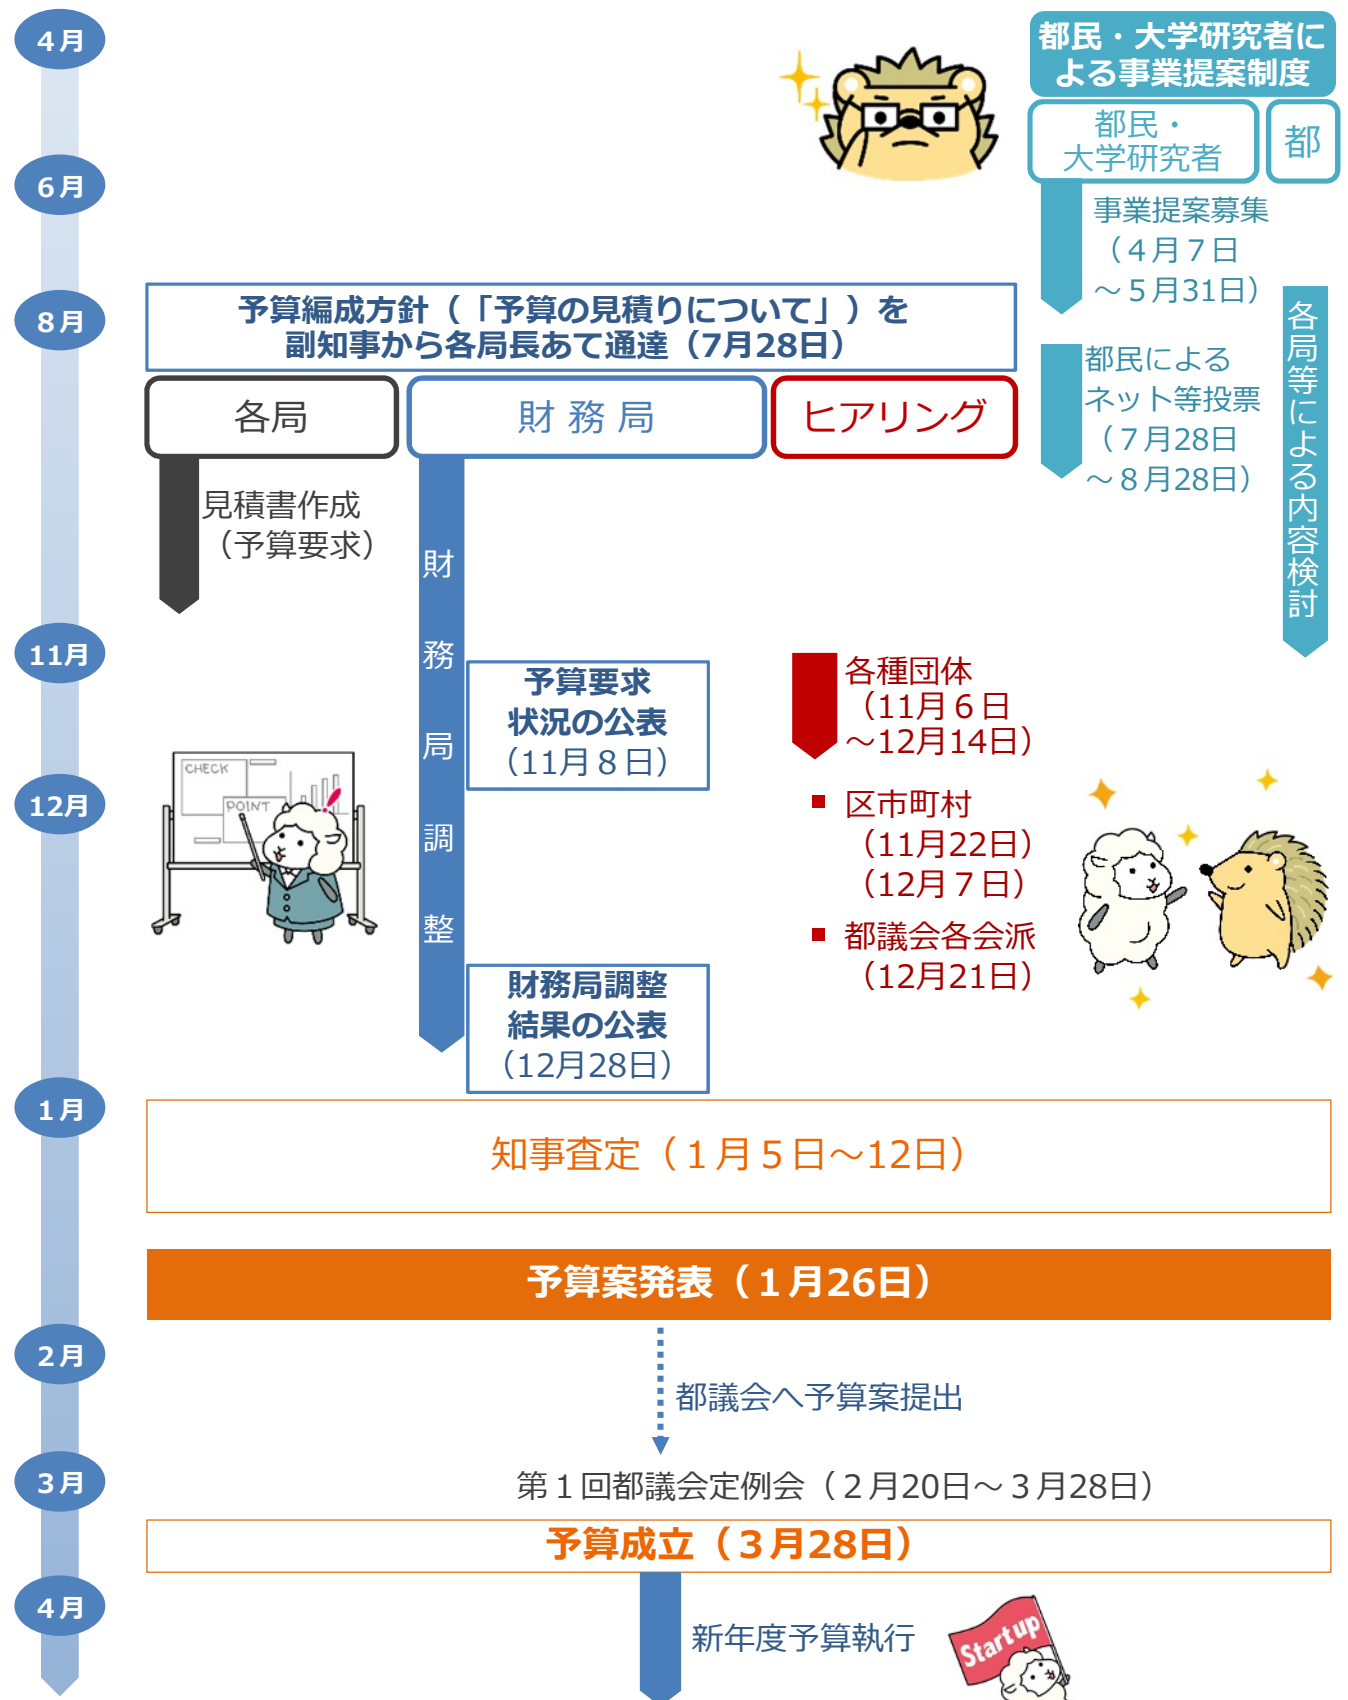 4月
6月
8月
11月
12月
1月
2月
3月
4月
都民・大学研究者に
よる事業提案制度
都民・
大学研究者
都
事業提案募集
（４月７日
～５月31日）
都民による
ネット等投票
（７月28日
～８月28日）
各局等による内容検討
予算編成方針（「予算の見積りについて」）を
副知事から各局長あて通達（7月28日）
各局
財 務 局
ヒアリング
見積書作成
（予算要求）
財務局調整
予算要求
状況の公表
（11月８日）
各種団体
（11月６日
～12月14日）
■ 区市町村
（11月22日）
（12月７日）
■ 都議会各会派
（12月21日）
CHECK
POINT
財務局調整
結果の公表
（12月28日）
知事査定（１月５日～12日）
予算案発表（１月26日）
都議会へ予算案提出
第１回都議会定例会（２月20日～３月28日）
予算成立（３月28日）
新年度予算執行
Start up